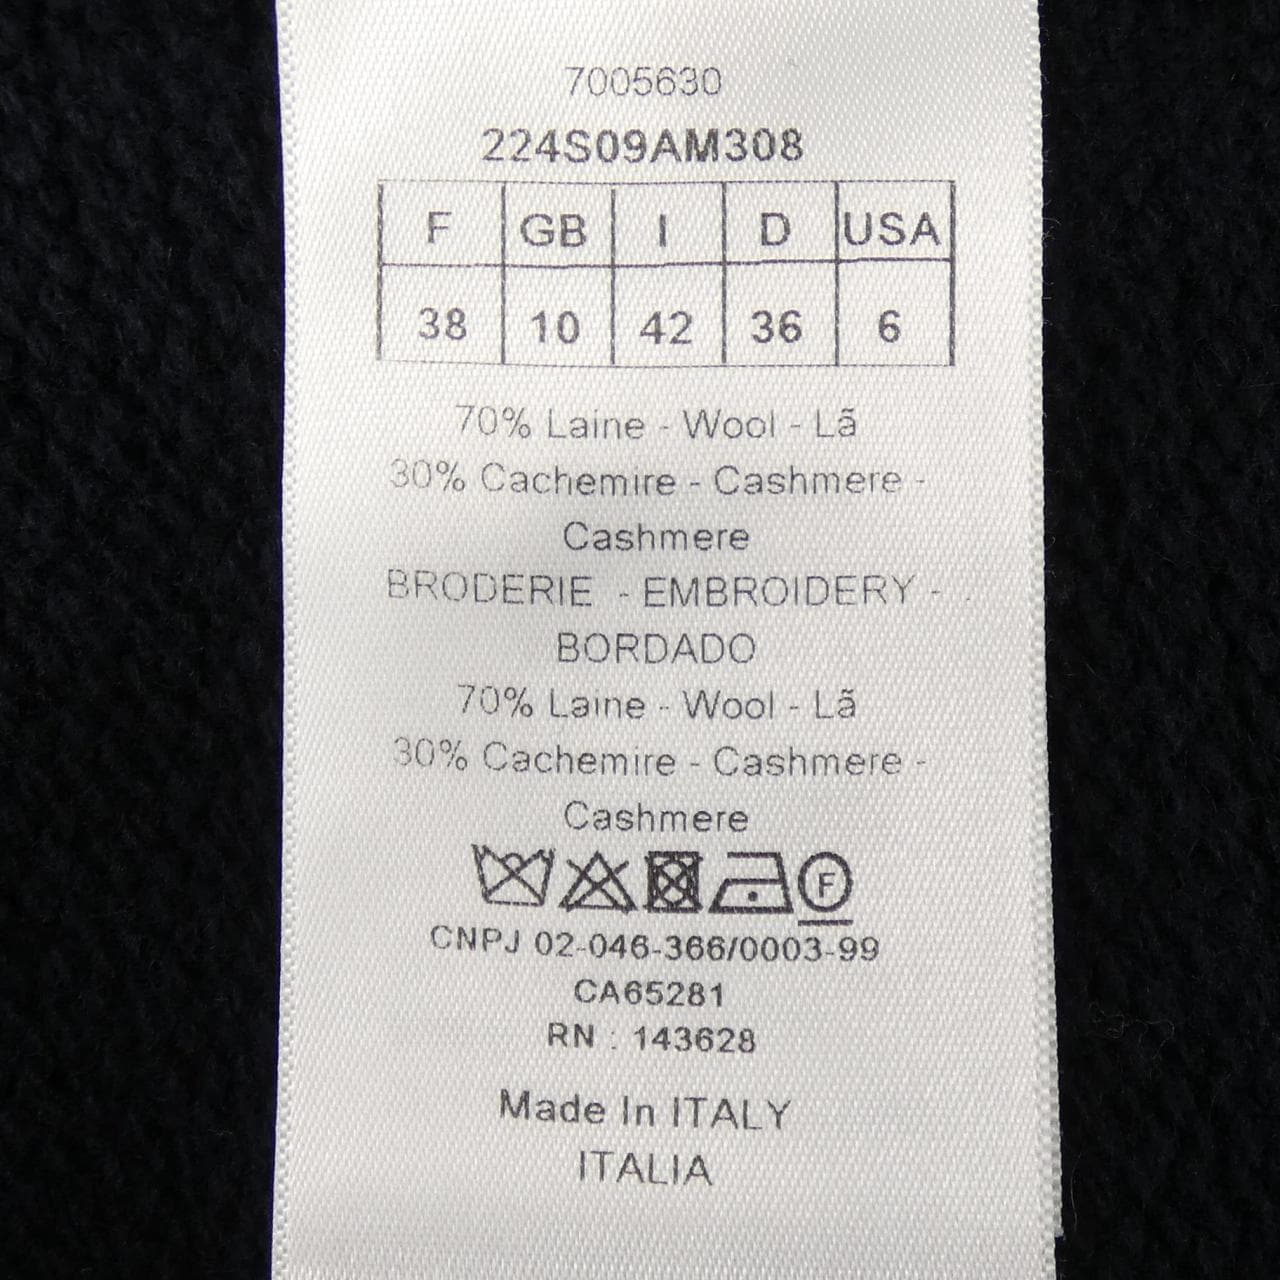 7005630
224S09AM308
F GB I D USA
38 10 42 36 6
70% Laine - Wool - Lã
30% Cachemire - Cashmere -
Cashmere
BRODERIE - EMBROIDERY -
BORDADO
70% Laine - Wool - Lã
30% Cachemire - Cashmere -
Cashmere
F
CNPJ 02-046-366/0003-99
CA65281
RN : 143628
Made In ITALY
ITALIA